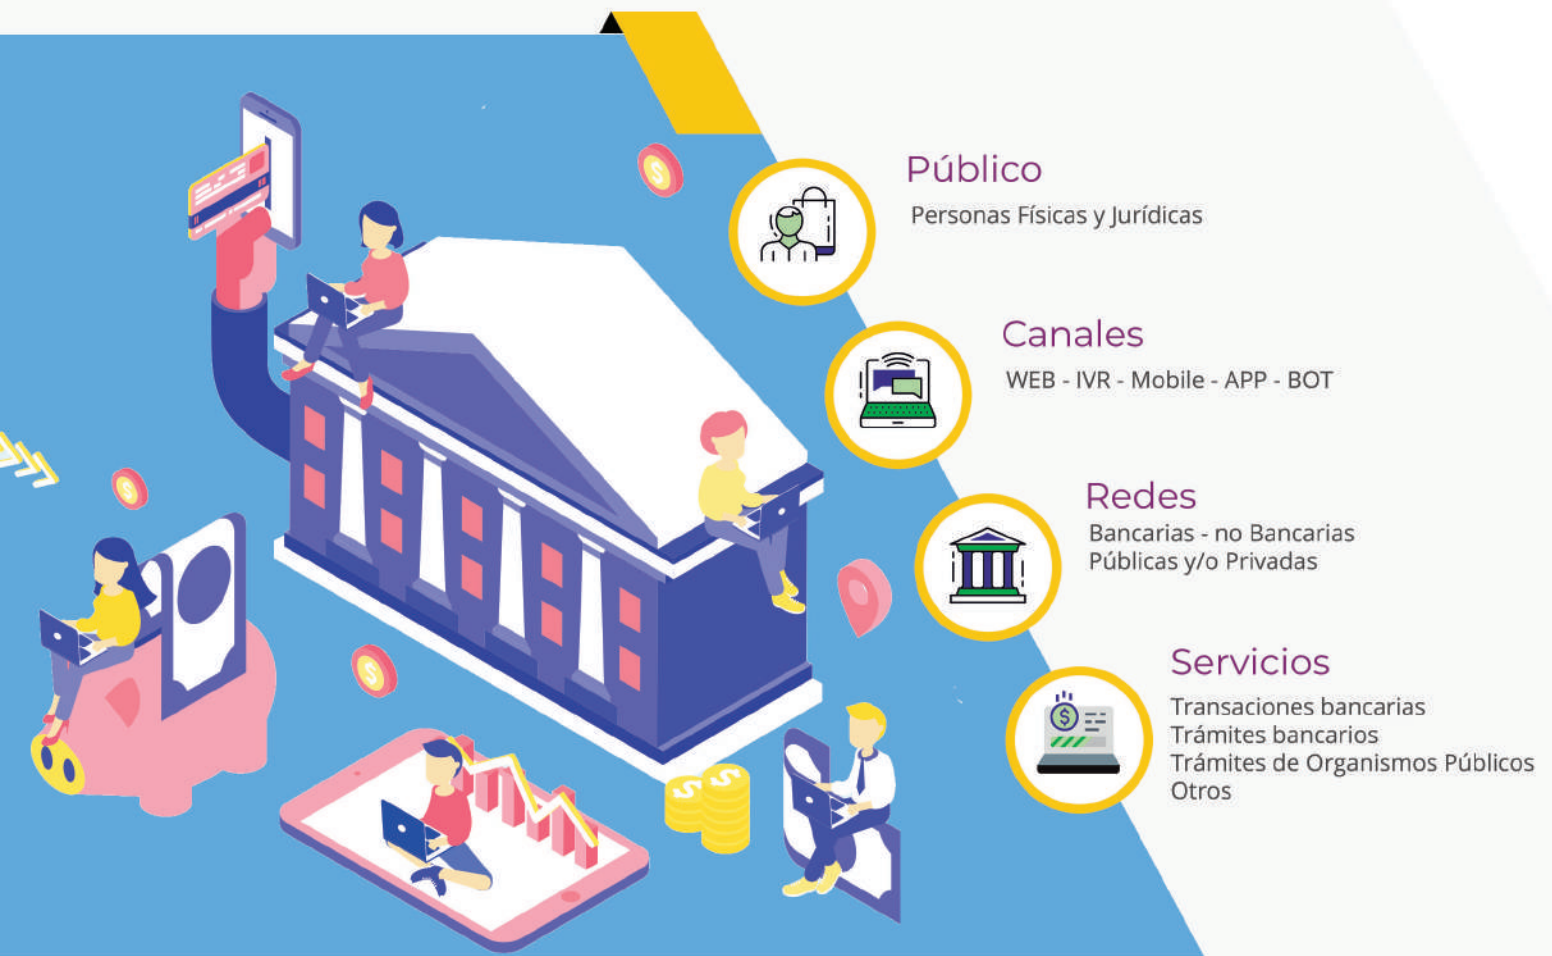 Público
Personas Físicas y Jurídicas
Canales
WEB - IVR - Mobile - APP - BOT
Redes
Bancarias - no Bancarias
Públicas y/o Privadas
Servicios
Transaciones bancarias
Trámites bancarios
Trámites de Organismos Públicos
Otros